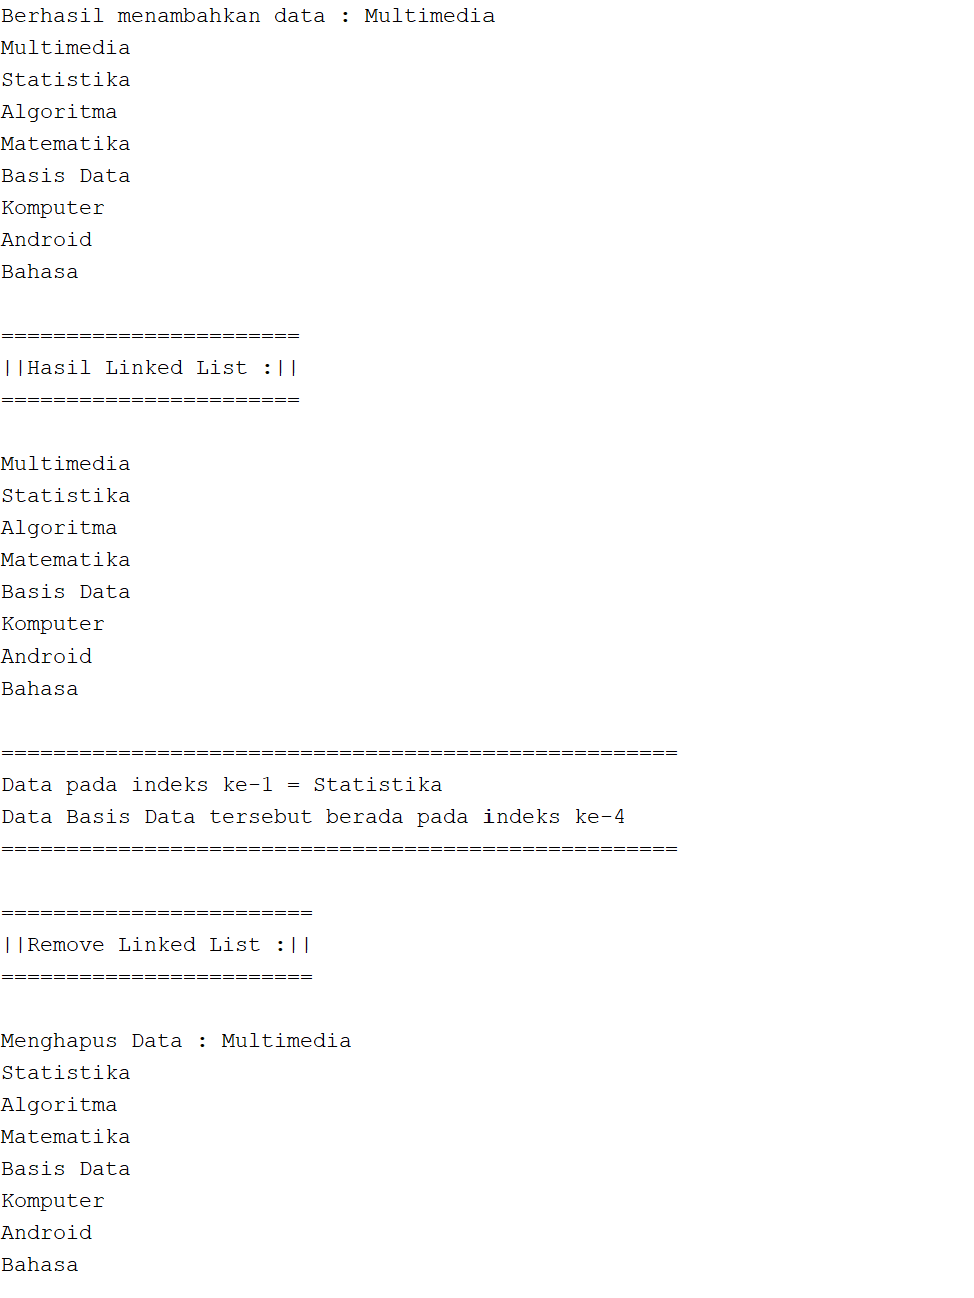 Berhasil menambahkan data : Multimedia
Multimedia
Statistika
Algoritma
Matematika
Basis Data
Komputer
Android
Bahasa
=======================
||Hasil Linked List :||
=======================
Multimedia
Statistika
Algoritma
Matematika
Basis Data
Komputer
Android
Bahasa
====================================================
Data pada indeks ke-1 = Statistika
Data Basis Data tersebut berada pada indeks ke-4
====================================================
========================
||Remove Linked List :||
========================
Menghapus Data : Multimedia
Statistika
Algoritma
Matematika
Basis Data
Komputer
Android
Bahasa